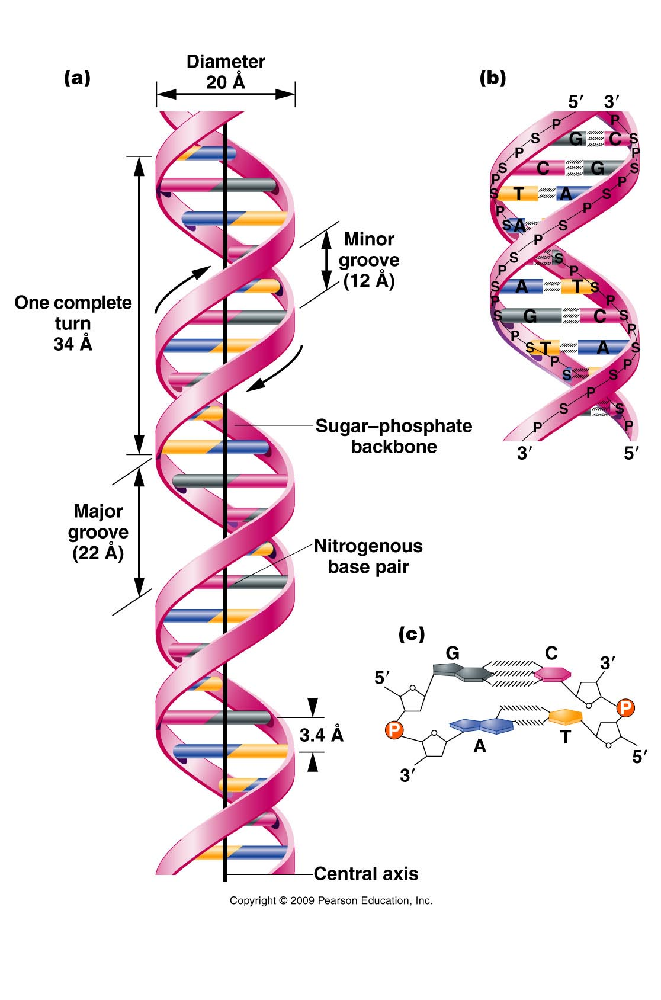 (a)
Diameter
20 Å
One complete
turn
34 Å
Minor
groove
(12 Å)
Sugar–phosphate
backbone
Major
groove
(22 Å)
Nitrogenous
base pair
3.4 Å
Central axis
(b)
5′ 3′
P P
S G C S
P P
S C G S
P P
S T A S
P P
S A S
P
S S
P P
S A T S
P P
S G C S
P P
S T A S
P P
S S
P
S S
P P
3′ 5′
(c)
G C
5′ 3′
P P
A T
3′ 5′
Copyright © 2009 Pearson Education, Inc.